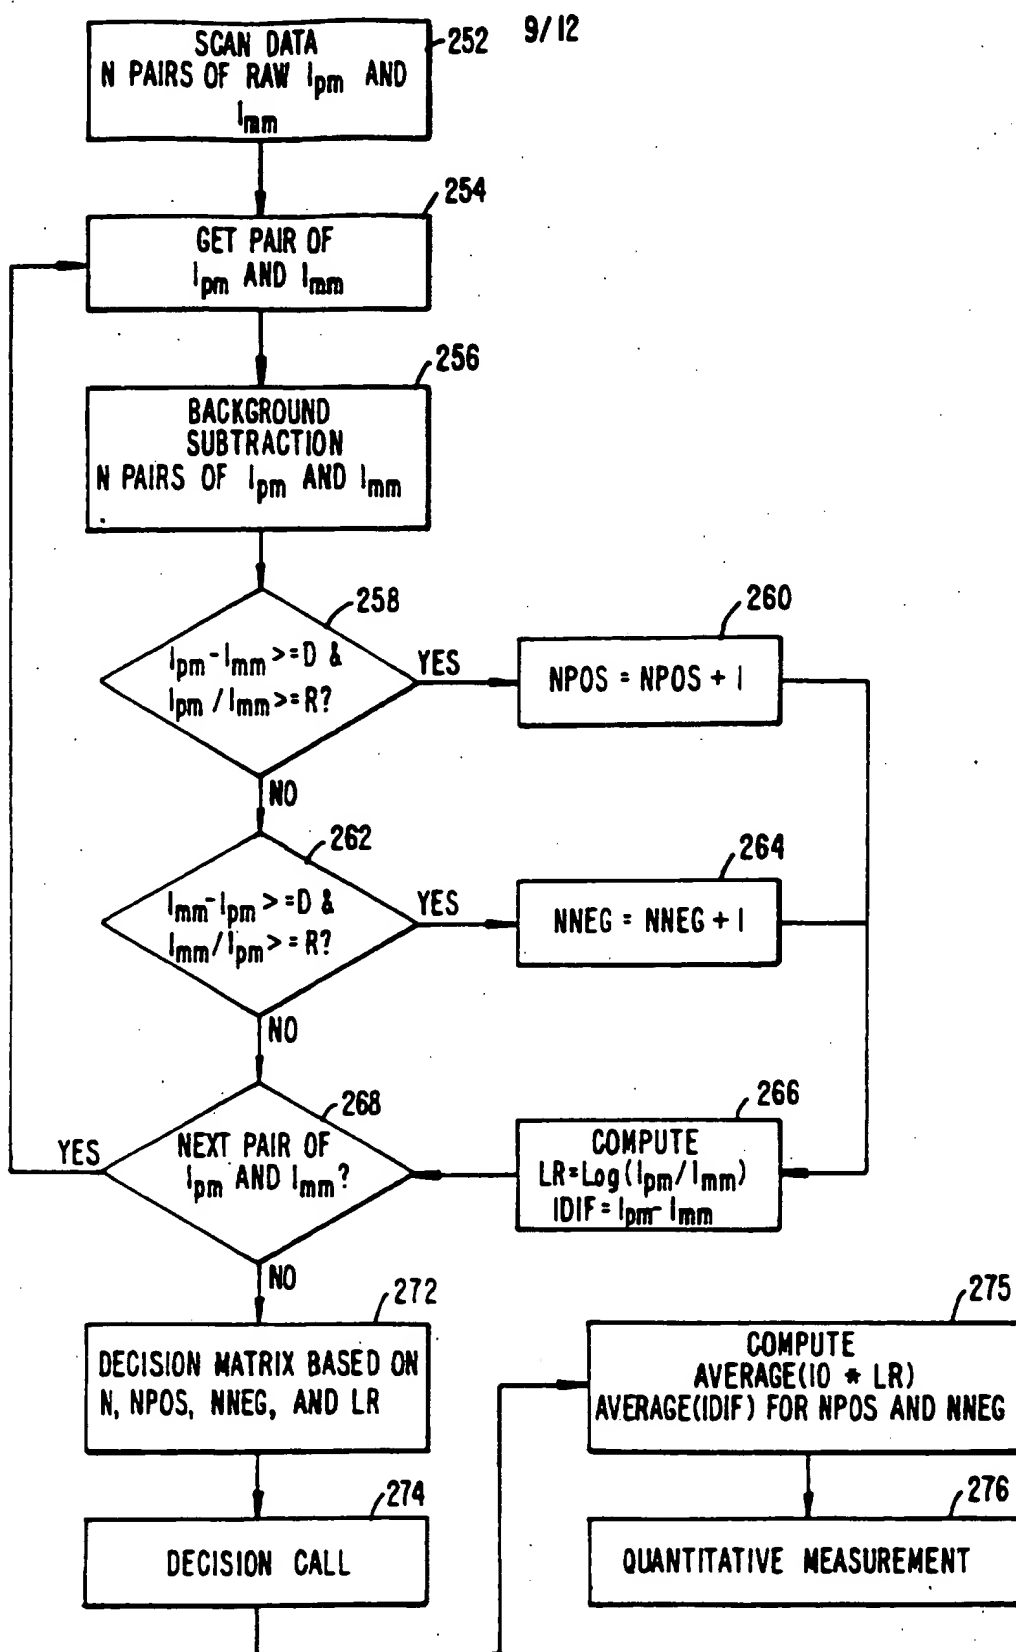 9/12
252
SCAN DATA
N PAIRS OF RAW Ipm AND
Imm
254
GET PAIR OF
Ipm AND Imm
256
BACKGROUND
SUBTRACTION
N PAIRS OF Ipm AND Imm
258
Ipm-Imm >=D &
Ipm / Imm >=R?
YES
260
NPOS = NPOS + 1
NO
262
Imm-Ipm >=D &
Imm/Ipm >=R?
YES
264
NNEG = NNEG + 1
NO
268
NEXT PAIR OF
Ipm AND Imm?
YES
266
COMPUTE
LR=Log(Ipm/Imm)
IDIF = Ipm-Imm
NO
272
DECISION MATRIX BASED ON
N, NPOS, NNEG, AND LR
274
DECISION CALL
275
COMPUTE
AVERAGE(10 * LR)
AVERAGE(IDIF) FOR NPOS AND NNEG
276
QUANTITATIVE MEASUREMENT